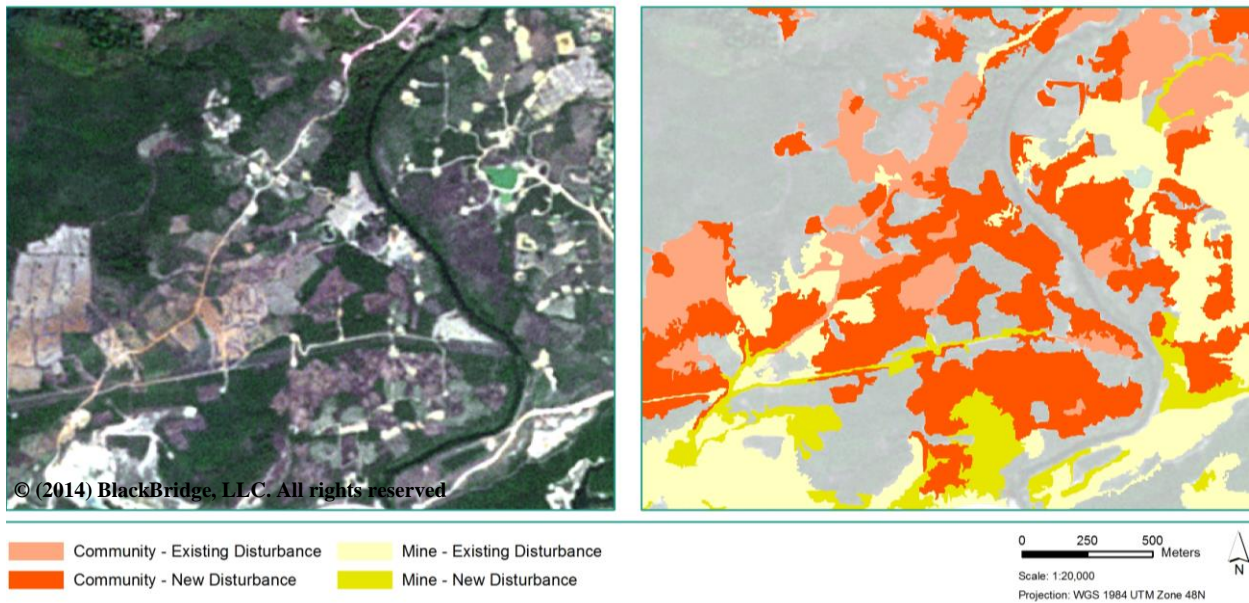 © (2014) BlackBridge, LLC. All rights reserved
Community - Existing Disturbance
Mine - Existing Disturbance
Community - New Disturbance
Mine - New Disturbance
0 250 500
Meters
Scale: 1:20,000
Projection: WGS 1984 UTM Zone 48N
N